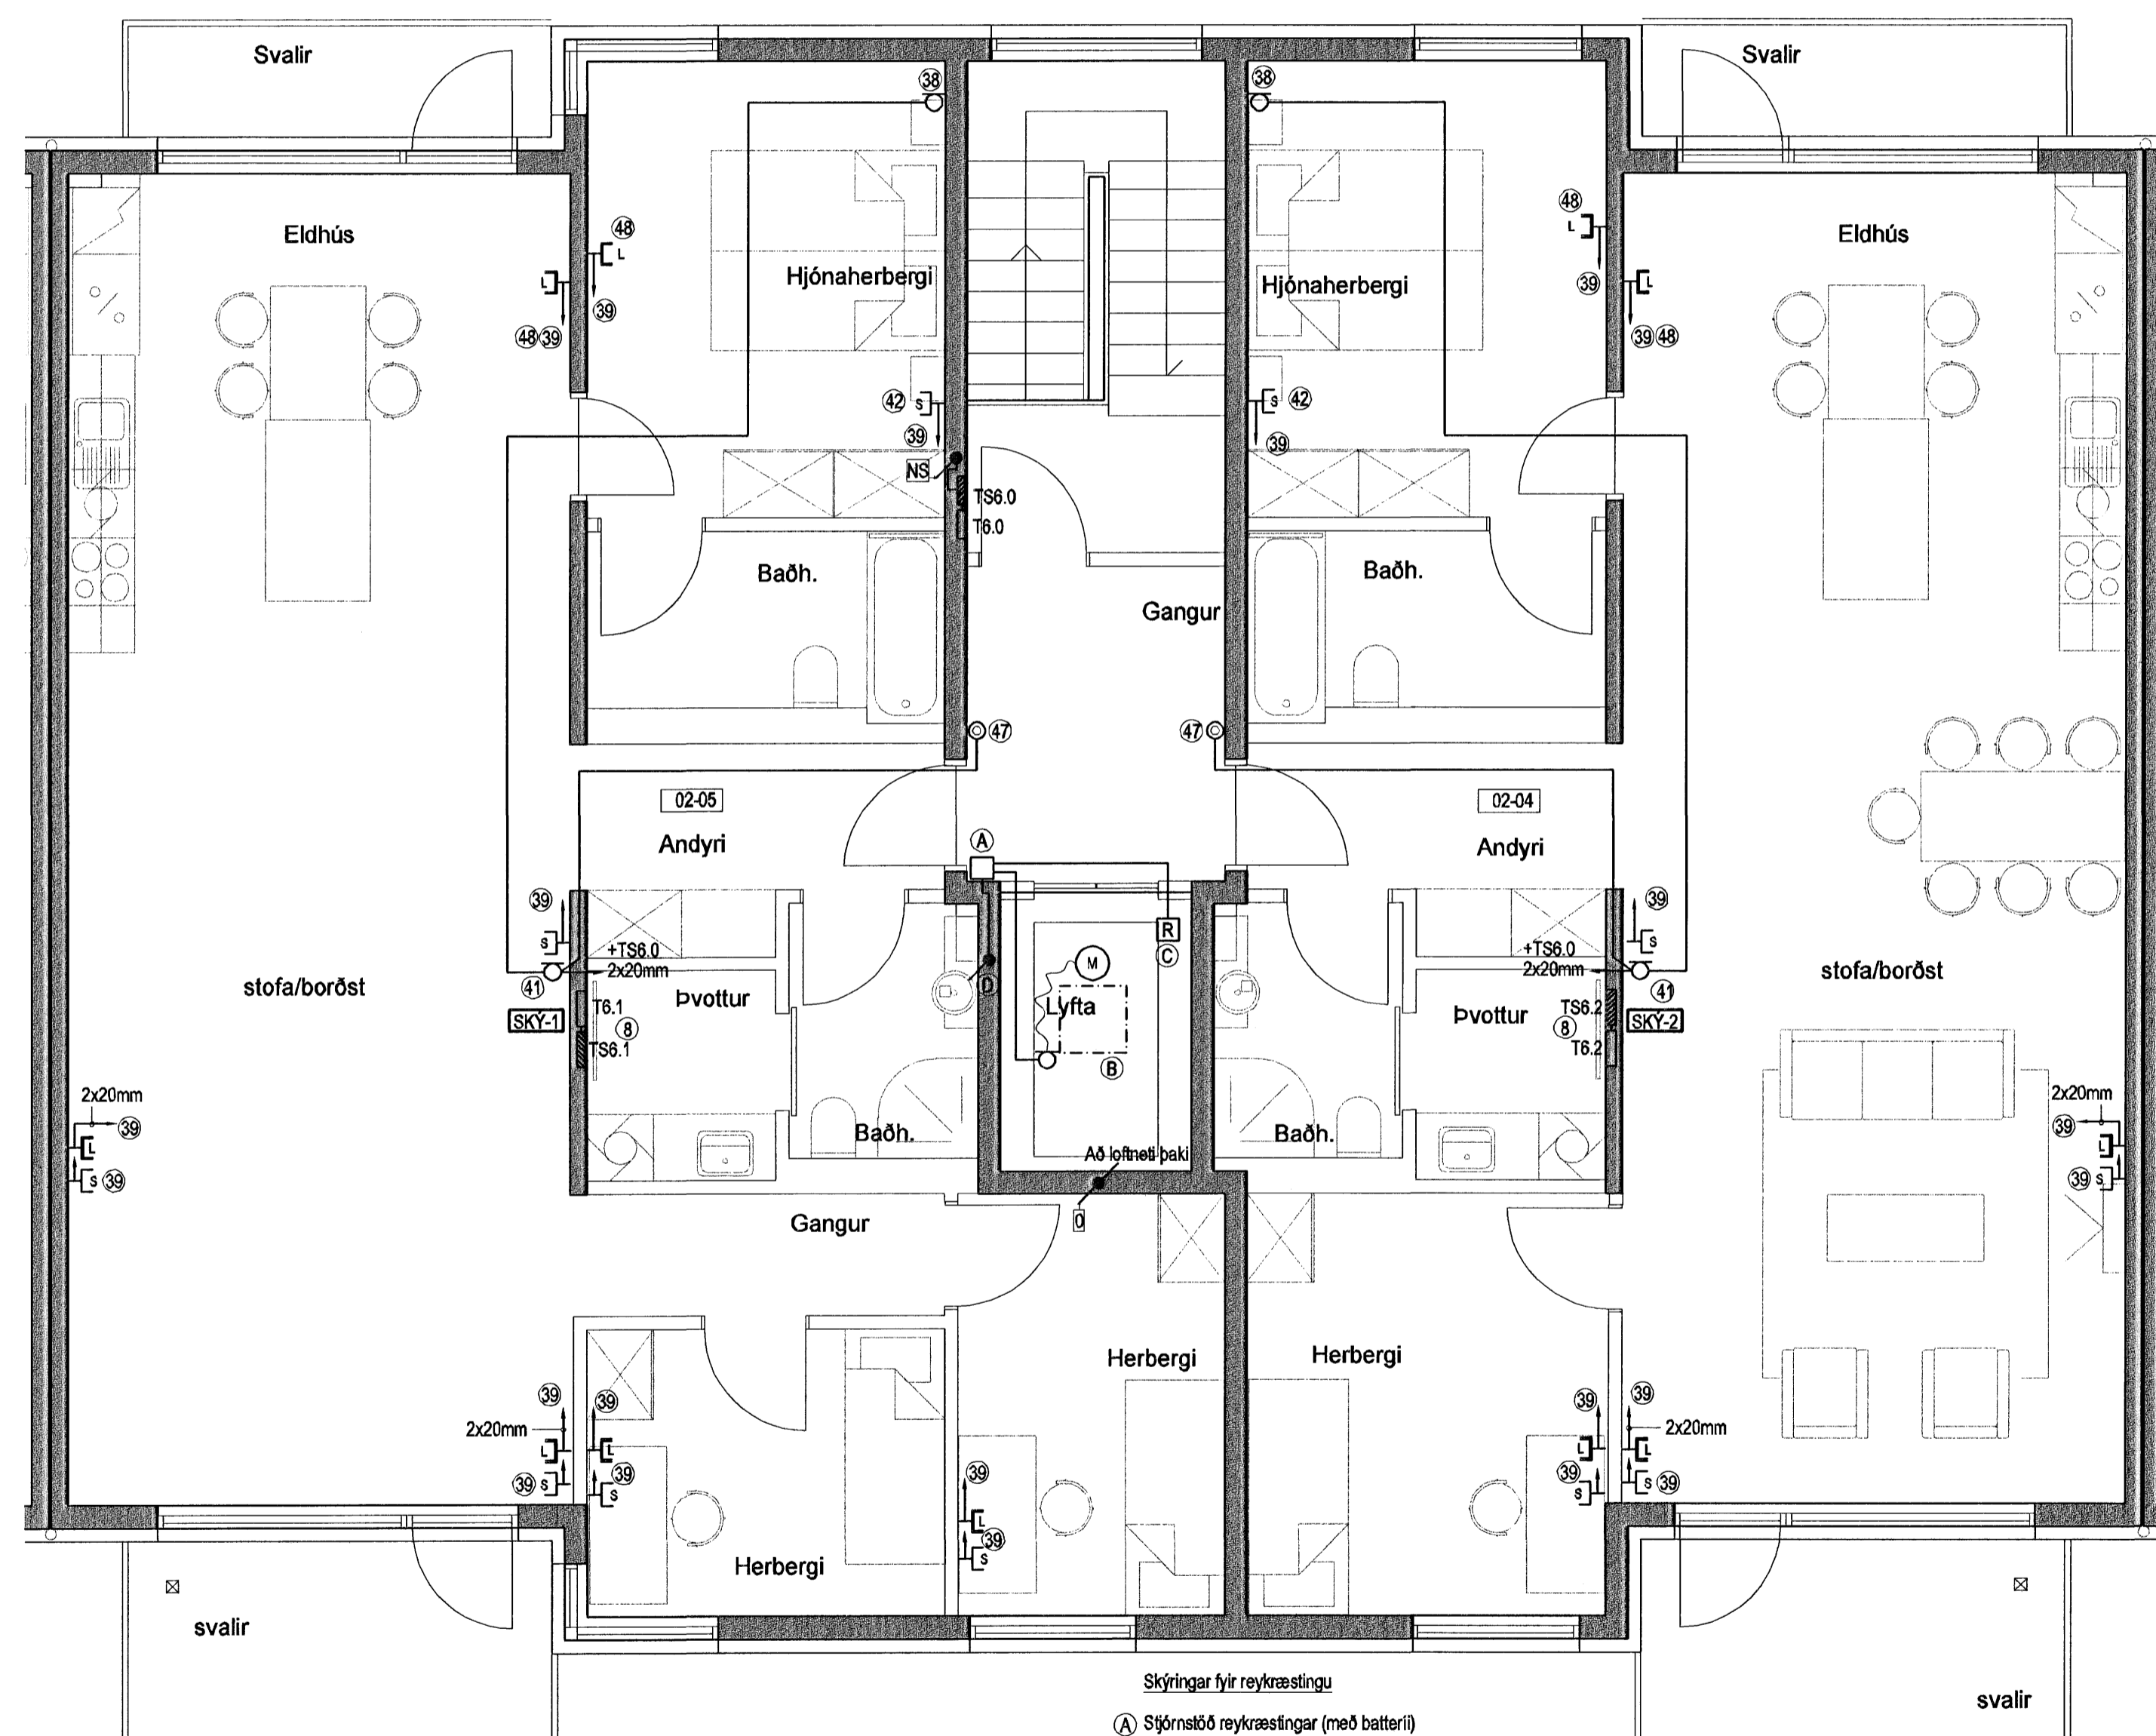 Svalir
Svalir
38
38
Eldhús
48
L
Hjónaherbergi
Hjónaherbergi
48
L
Eldhús
L
39
39
L
48 39
39 48
42 S
S 42
39
39
NS
TS6.0
T6.0
Baðh.
Baðh.
Gangur
47
47
02-05
02-04
Andyri
Andyri
A
39
39
S
S
R
C
+TS6.0
2x20mm
+TS6.0
2x20mm
M
D
41
41
stofa/borðst
stofa/borðst
Þvottur
Lyfta
Þvottur
T6.1
TS6.2
SKÝ-1
8
8
SKÝ-2
TS6.1
T6.2
B
2x20mm
2x20mm
39
39
L
L
S 39
39 S
Baðh.
Baðh.
Að loftneti þaki
0
Gangur
Herbergi
Herbergi
39
39
39
39
2x20mm
2x20mm
L
L
L
L
39 S
39
S
39
S
S 39
39
L
39
S
Herbergi
svalir
svalir
Skýringar fyir reykræstingu
A Stjórnstöð reykræstingar (með batterii)